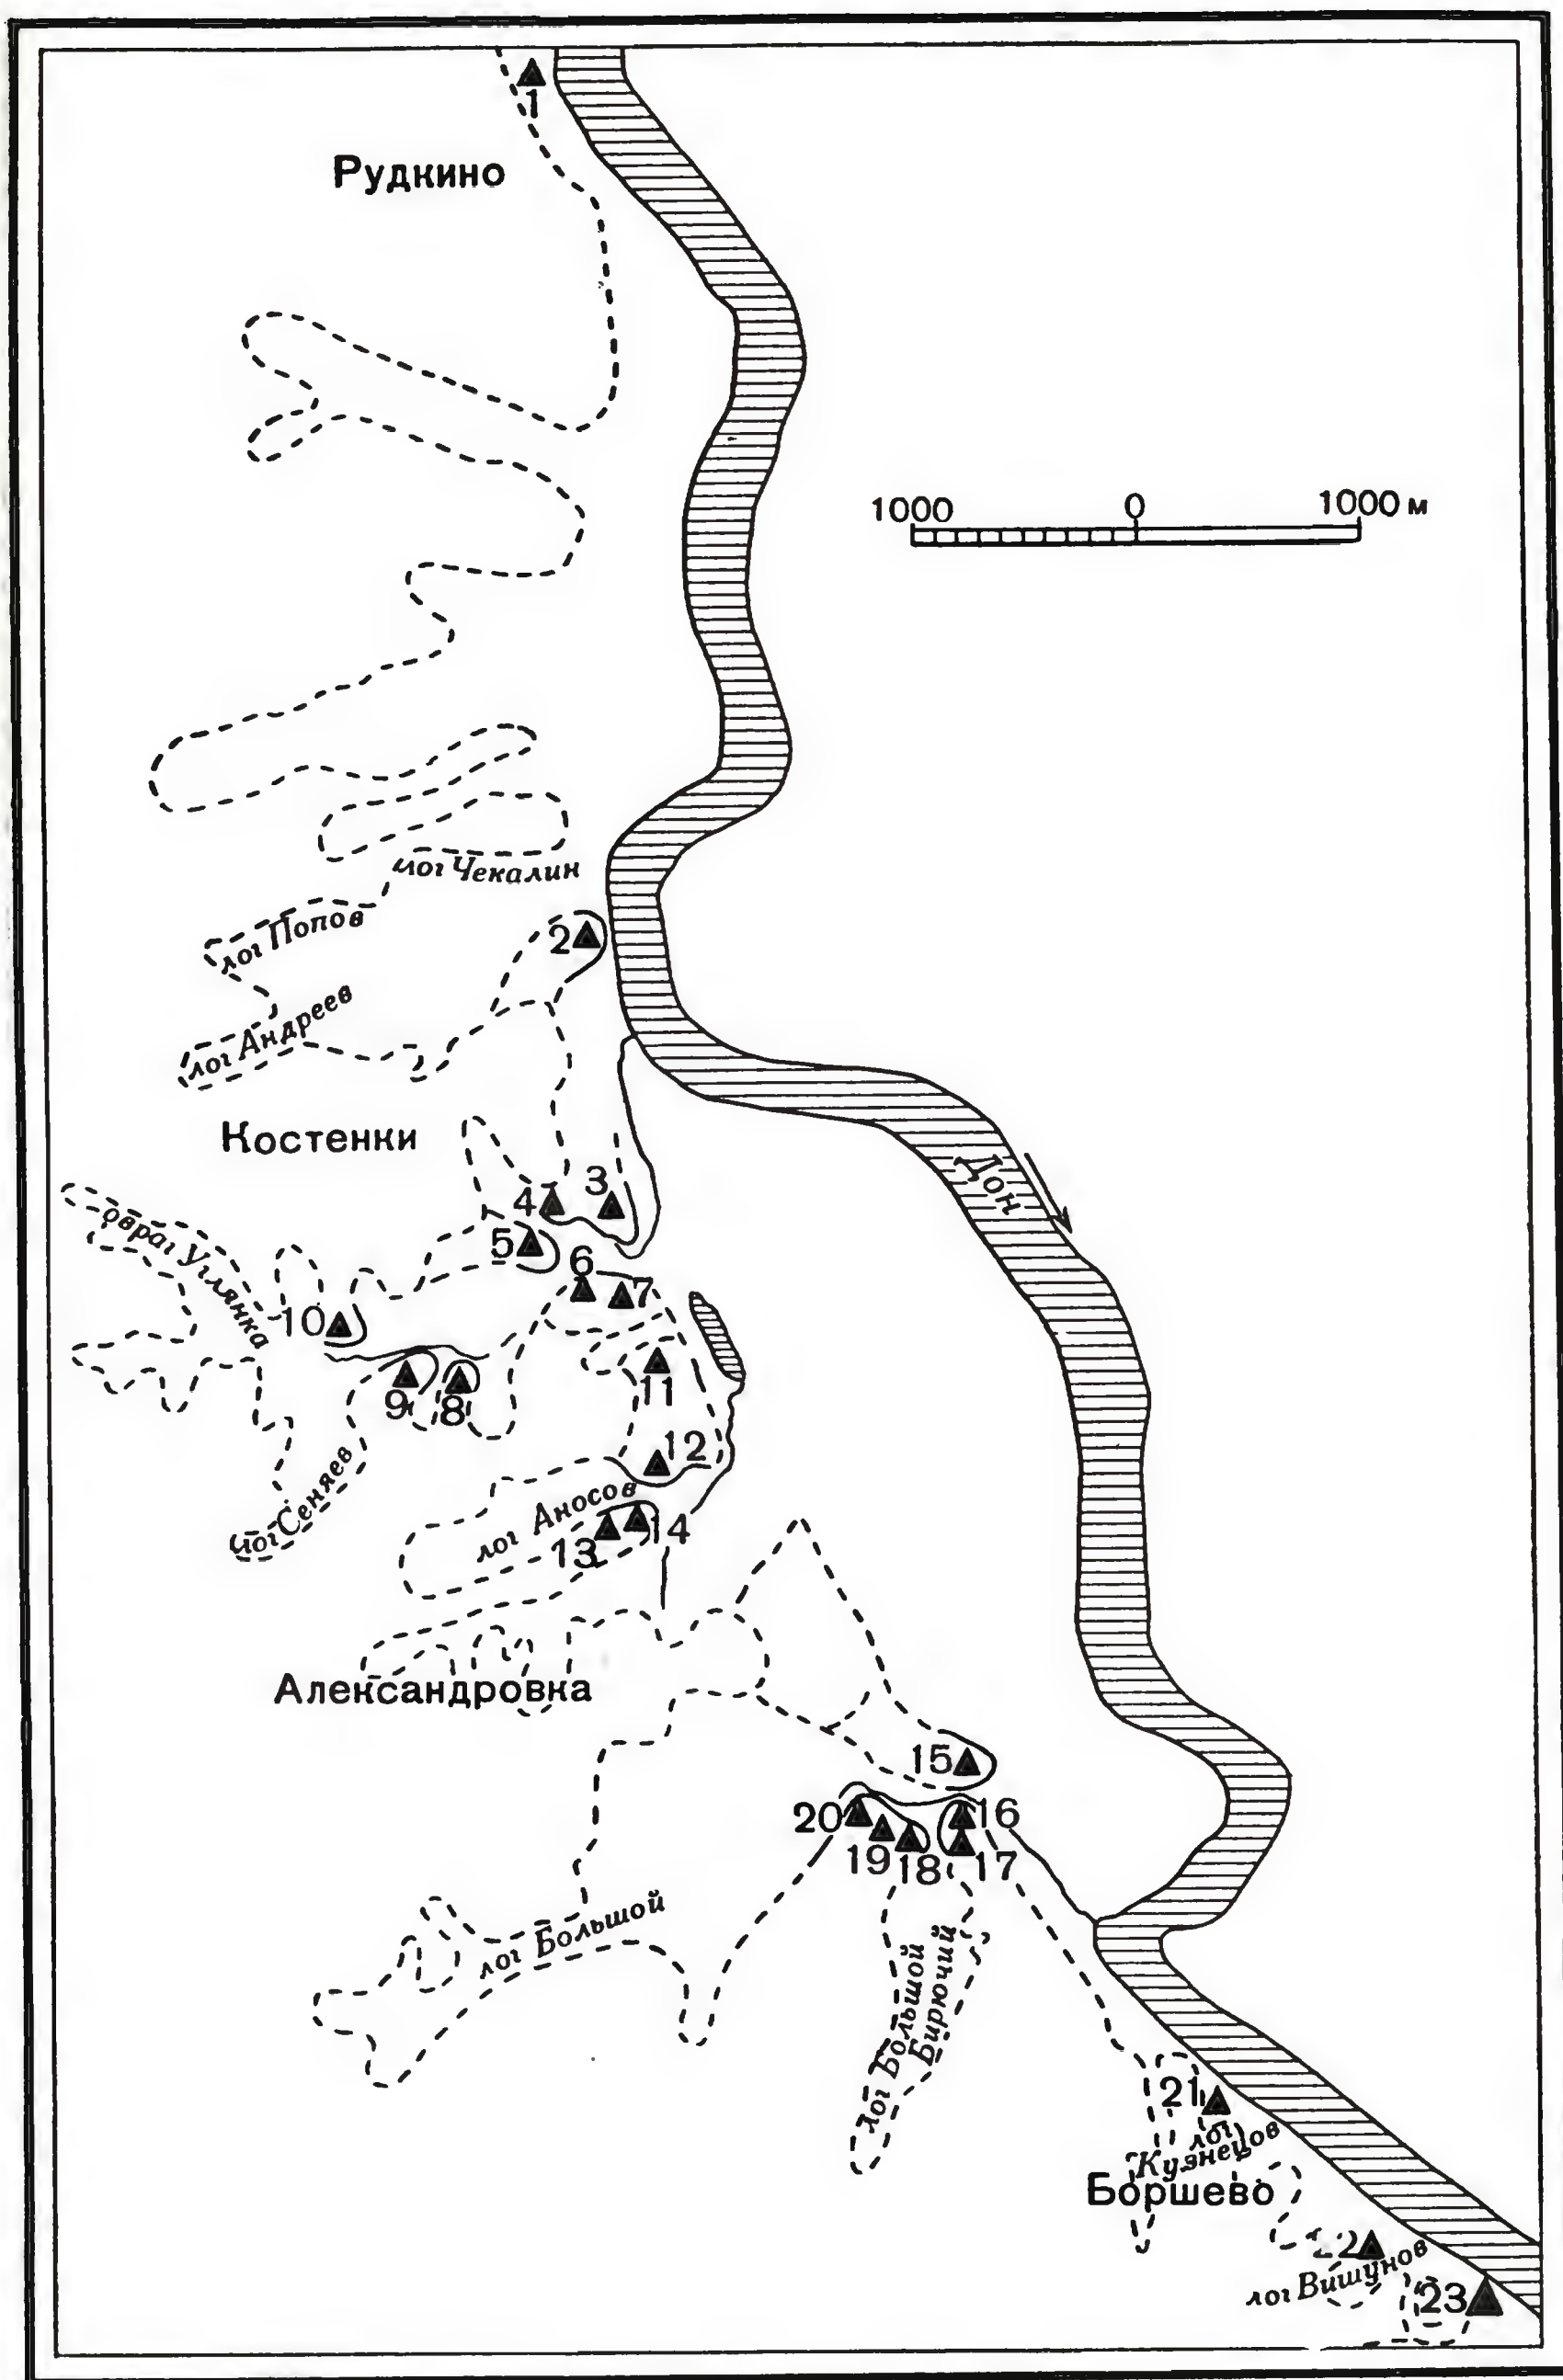 1
Рудкино
1000 0 1000 м
лог Чекалин
лог Попов
2
лог Андреев
Костенки
Дон
3
4
5
6
7
овраг Углянка
10
9
8
11
12
лог Сеняев
лог Аносов
13
14
Александровка
15
20
16
19
18
17
лог Большой
лог Большой
Бирючий
21
лог
Кузнецов
Боршево
лог Вишунов
23